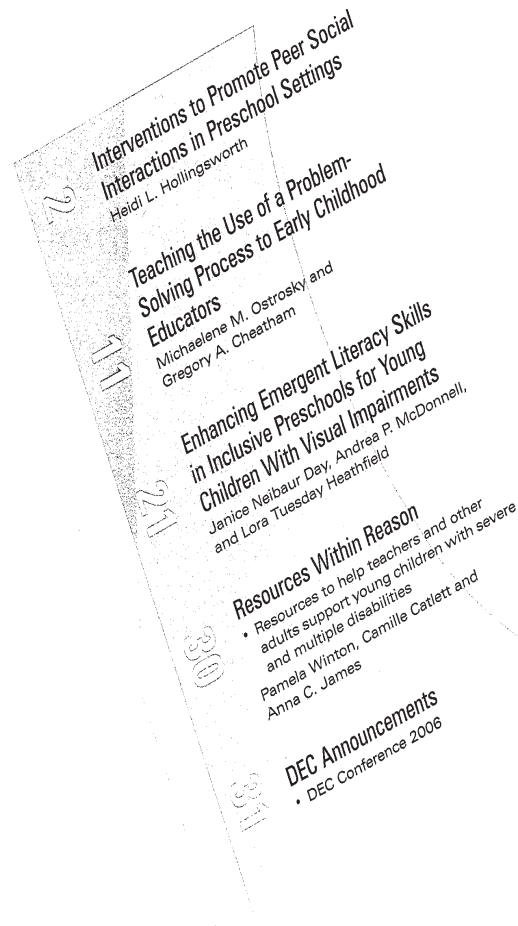 2
Interventions to Promote Peer Social
Interactions in Preschool Settings
Heidi L. Hollingsworth
11
Teaching the Use of a Problem-
Solving Process to Early Childhood
Educators
Michaelene M. Ostrosky and
Gregory A. Cheatham
21
Enhancing Emergent Literacy Skills
in Inclusive Preschools for Young
Children With Visual Impairments
Janice Neibaur Day, Andrea P. McDonnell,
and Lora Tuesday Heathfield
30
Resources Within Reason
• Resources to help teachers and other
adults support young children with severe
and multiple disabilities
Pamela Winton, Camille Catlett and
Anna C. James
31
DEC Announcements
• DEC Conference 2006